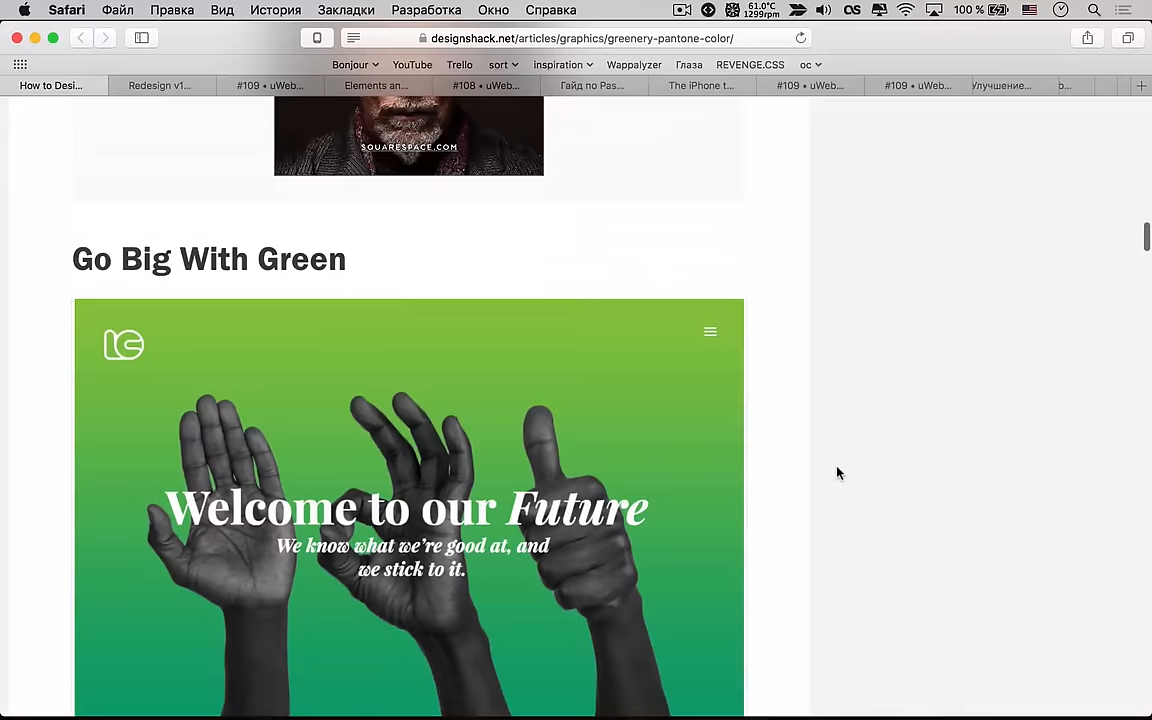 Safari Файл Правка Вид История Закладки Разработка Окно Справка 61.0°C 1299rpm 100 %
designshack.net/articles/graphics/greenery-pantone-color/
Bonjour YouTube Trello sort inspiration Wappalyzer Глаза REVENGE.CSS ос
How to Desi... Redesign v1... #109 • uWeb... Elements an... #108 • uWeb... Гайд по Pas... The iPhone t... #109 • uWeb... #109 • uWeb... Улучшение... b...
SQUARESPACE.COM
Go Big With Green
Welcome to our Future
We know what we're good at, and
we stick to it.